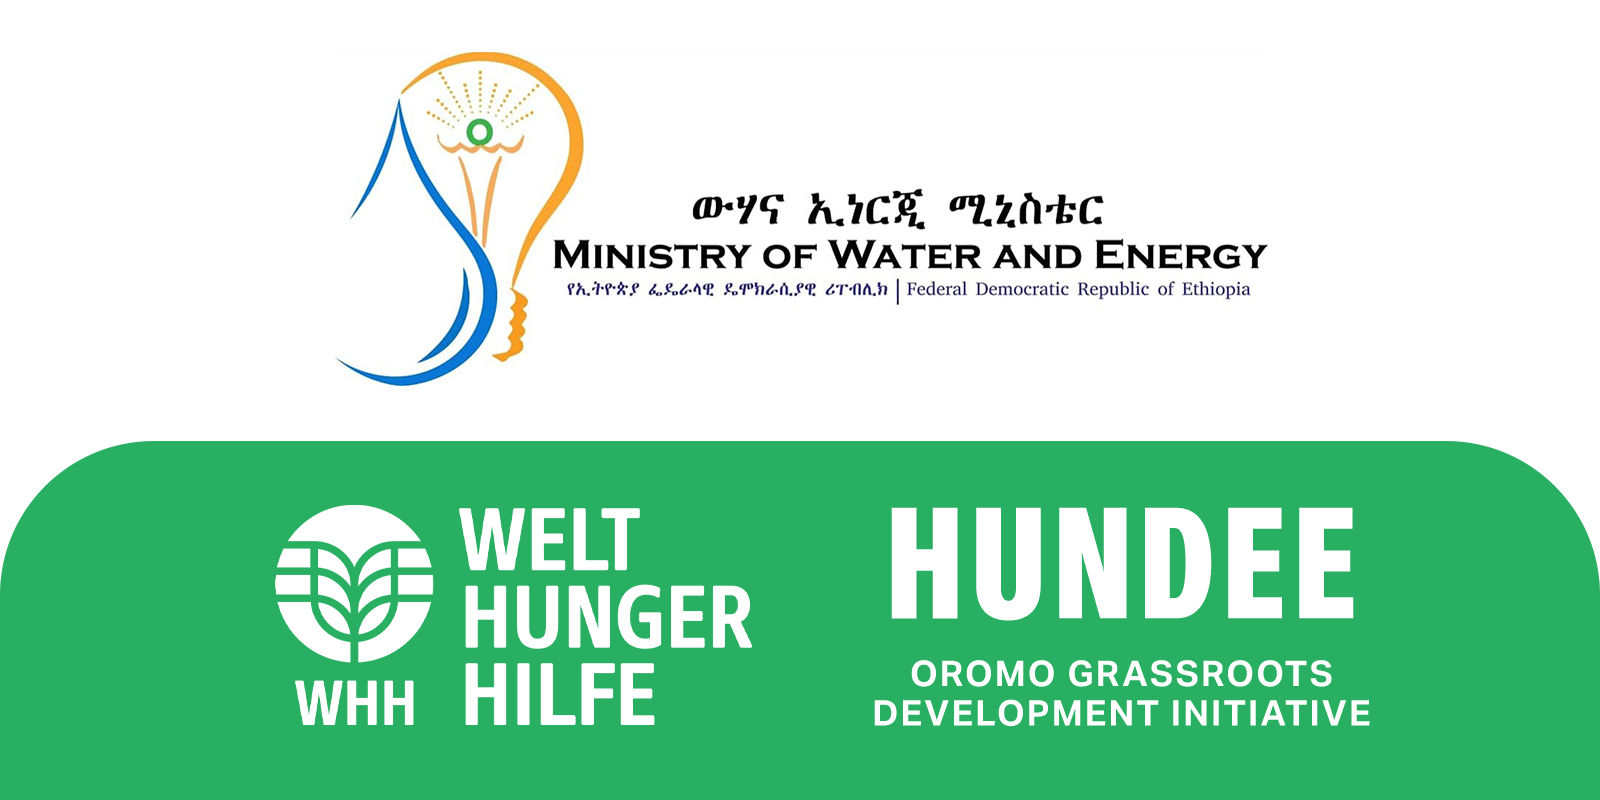 ውሃና ኢነርጂ ሚኒስቴር
MINISTRY OF WATER AND ENERGY
የኢትዮጵያ ፌዴራላዊ ዴሞክራሲያዊ ሪፐብሊክ | Federal Democratic Republic of Ethiopia
WELT
HUNGER
HILFE
WHH
HUNDEE
OROMO GRASSROOTS
DEVELOPMENT INITIATIVE